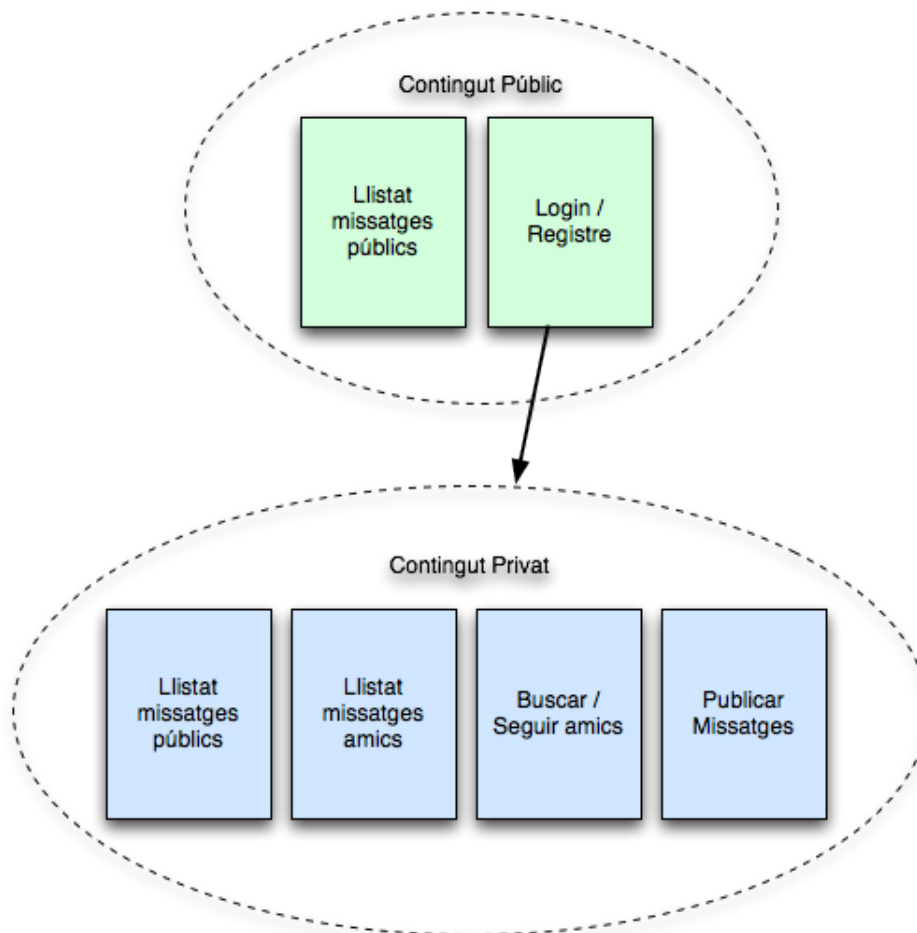 Contingut Públic
Llistat
missatges
públics
Login /
Registre
Contingut Privat
Llistat
missatges
públics
Llistat
missatges
amics
Buscar /
Seguir amics
Publicar
Missatges